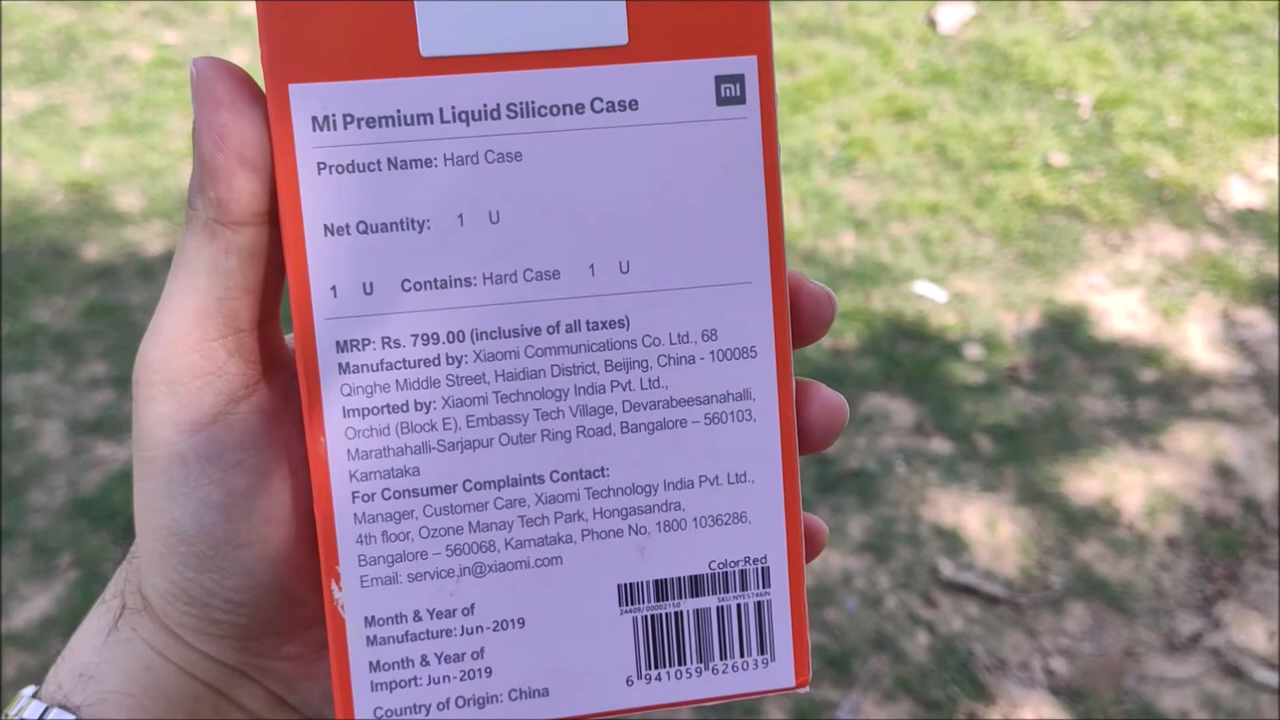 mi
Mi Premium Liquid Silicone Case
Product Name: Hard Case
Net Quantity: 1 U
1 U Contains: Hard Case 1 U
MRP: Rs. 799.00 (inclusive of all taxes)
Manufactured by: Xiaomi Communications Co. Ltd., 68
Qinghe Middle Street, Haidian District, Beijing, China - 100085
Imported by: Xiaomi Technology India Pvt. Ltd.,
Orchid (Block E), Embassy Tech Village, Devarabeesanahalli,
Marathahalli-Sarjapur Outer Ring Road, Bangalore – 560103,
Karnataka
For Consumer Complaints Contact:
Manager, Customer Care, Xiaomi Technology India Pvt. Ltd.,
4th floor, Ozone Manay Tech Park, Hongasandra,
Bangalore – 560068, Karnataka, Phone No. 1800 1036286,
Email: service.in@xiaomi.com
Color:Red
24409/00002150 SKU:NYE5746IN
Month & Year of
Manufacture:Jun-2019
Month & Year of
Import: Jun-2019
6 941059 626039
Country of Origin: China